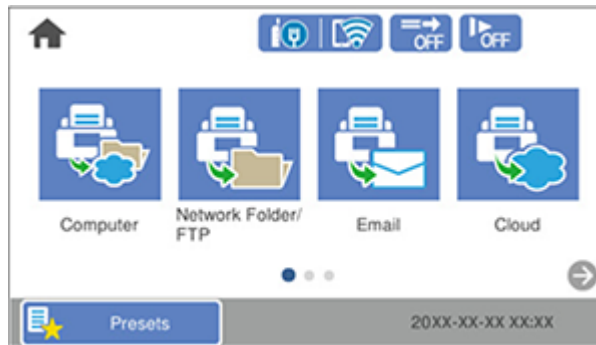 OFF
OFF
Computer
Network Folder/
FTP
Email
Cloud
Presets
20XX-XX-XX XX:XX